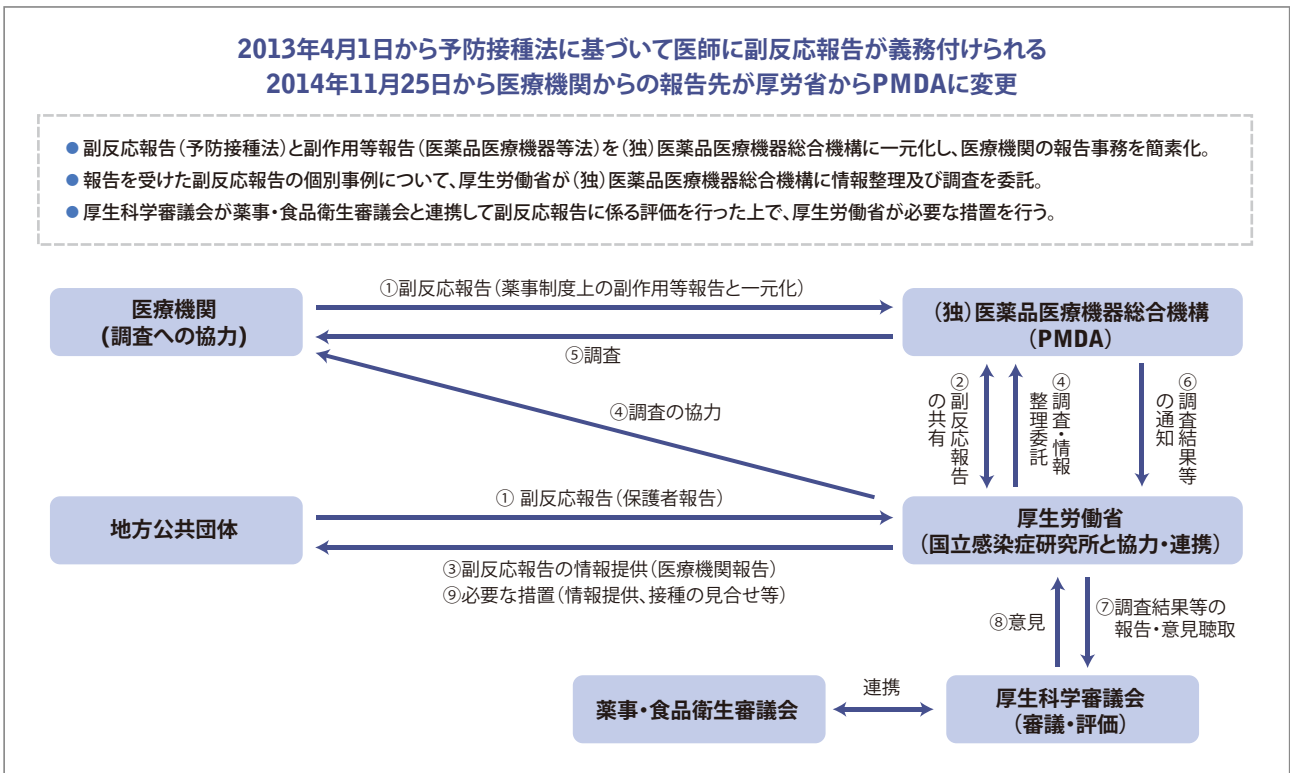 2013年4月1日から予防接種法に基づいて医師に副反応報告が義務付けられる
2014年11月25日から医療機関からの報告先が厚労省からPMDAに変更
●副反応報告(予防接種法)と副作用等報告(医薬品医療機器等法)を(独)医薬品医療機器総合機構に一元化し、医療機関の報告事務を簡素化。
●報告を受けた副反応報告の個別事例について、厚生労働省が(独)医薬品医療機器総合機構に情報整理及び調査を委託。
●厚生科学審議会が薬事・食品衛生審議会と連携して副反応報告に係る評価を行った上で、厚生労働省が必要な措置を行う。
医療機関
(調査への協力)
①副反応報告(薬事制度上の副作用等報告と一元化)
⑤調査
(独)医薬品医療機器総合機構
(PMDA)
④調査の協力
②副反応報告
の共有
④調査・情報
整理委託
⑥調査結果等
の通知
地方公共団体
① 副反応報告(保護者報告)
③副反応報告の情報提供(医療機関報告)
⑨必要な措置(情報提供、接種の見合せ等)
厚生労働省
(国立感染症研究所と協力・連携)
⑧意見
⑦調査結果等の
報告・意見聴取
薬事・食品衛生審議会
連携
厚生科学審議会
(審議・評価)